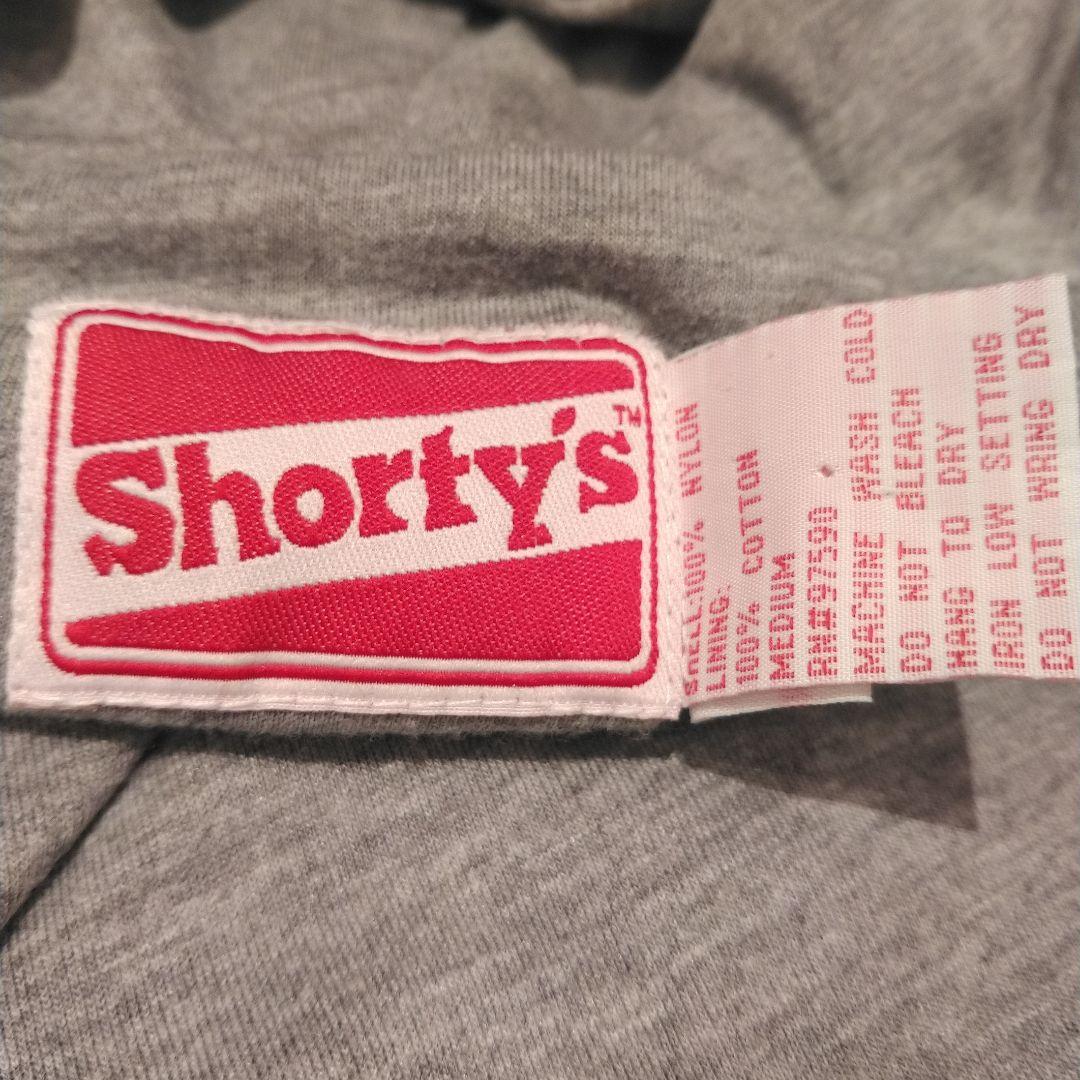 Shorty's™
SHELL:100% NYLON
LINING:
100% COTTON
MEDIUM
RN#97590
MACHINE WASH COLD
DO NOT BLEACH
HANG TO DRY
IRON LOW SETTING
DO NOT WRING DRY